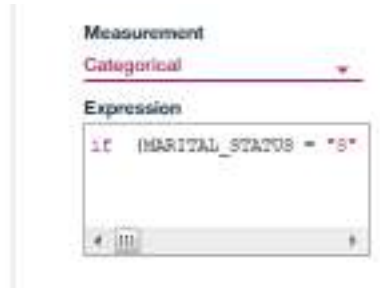 Measurement
Categorical
Expression
if (MARITAL_STATUS = "S"